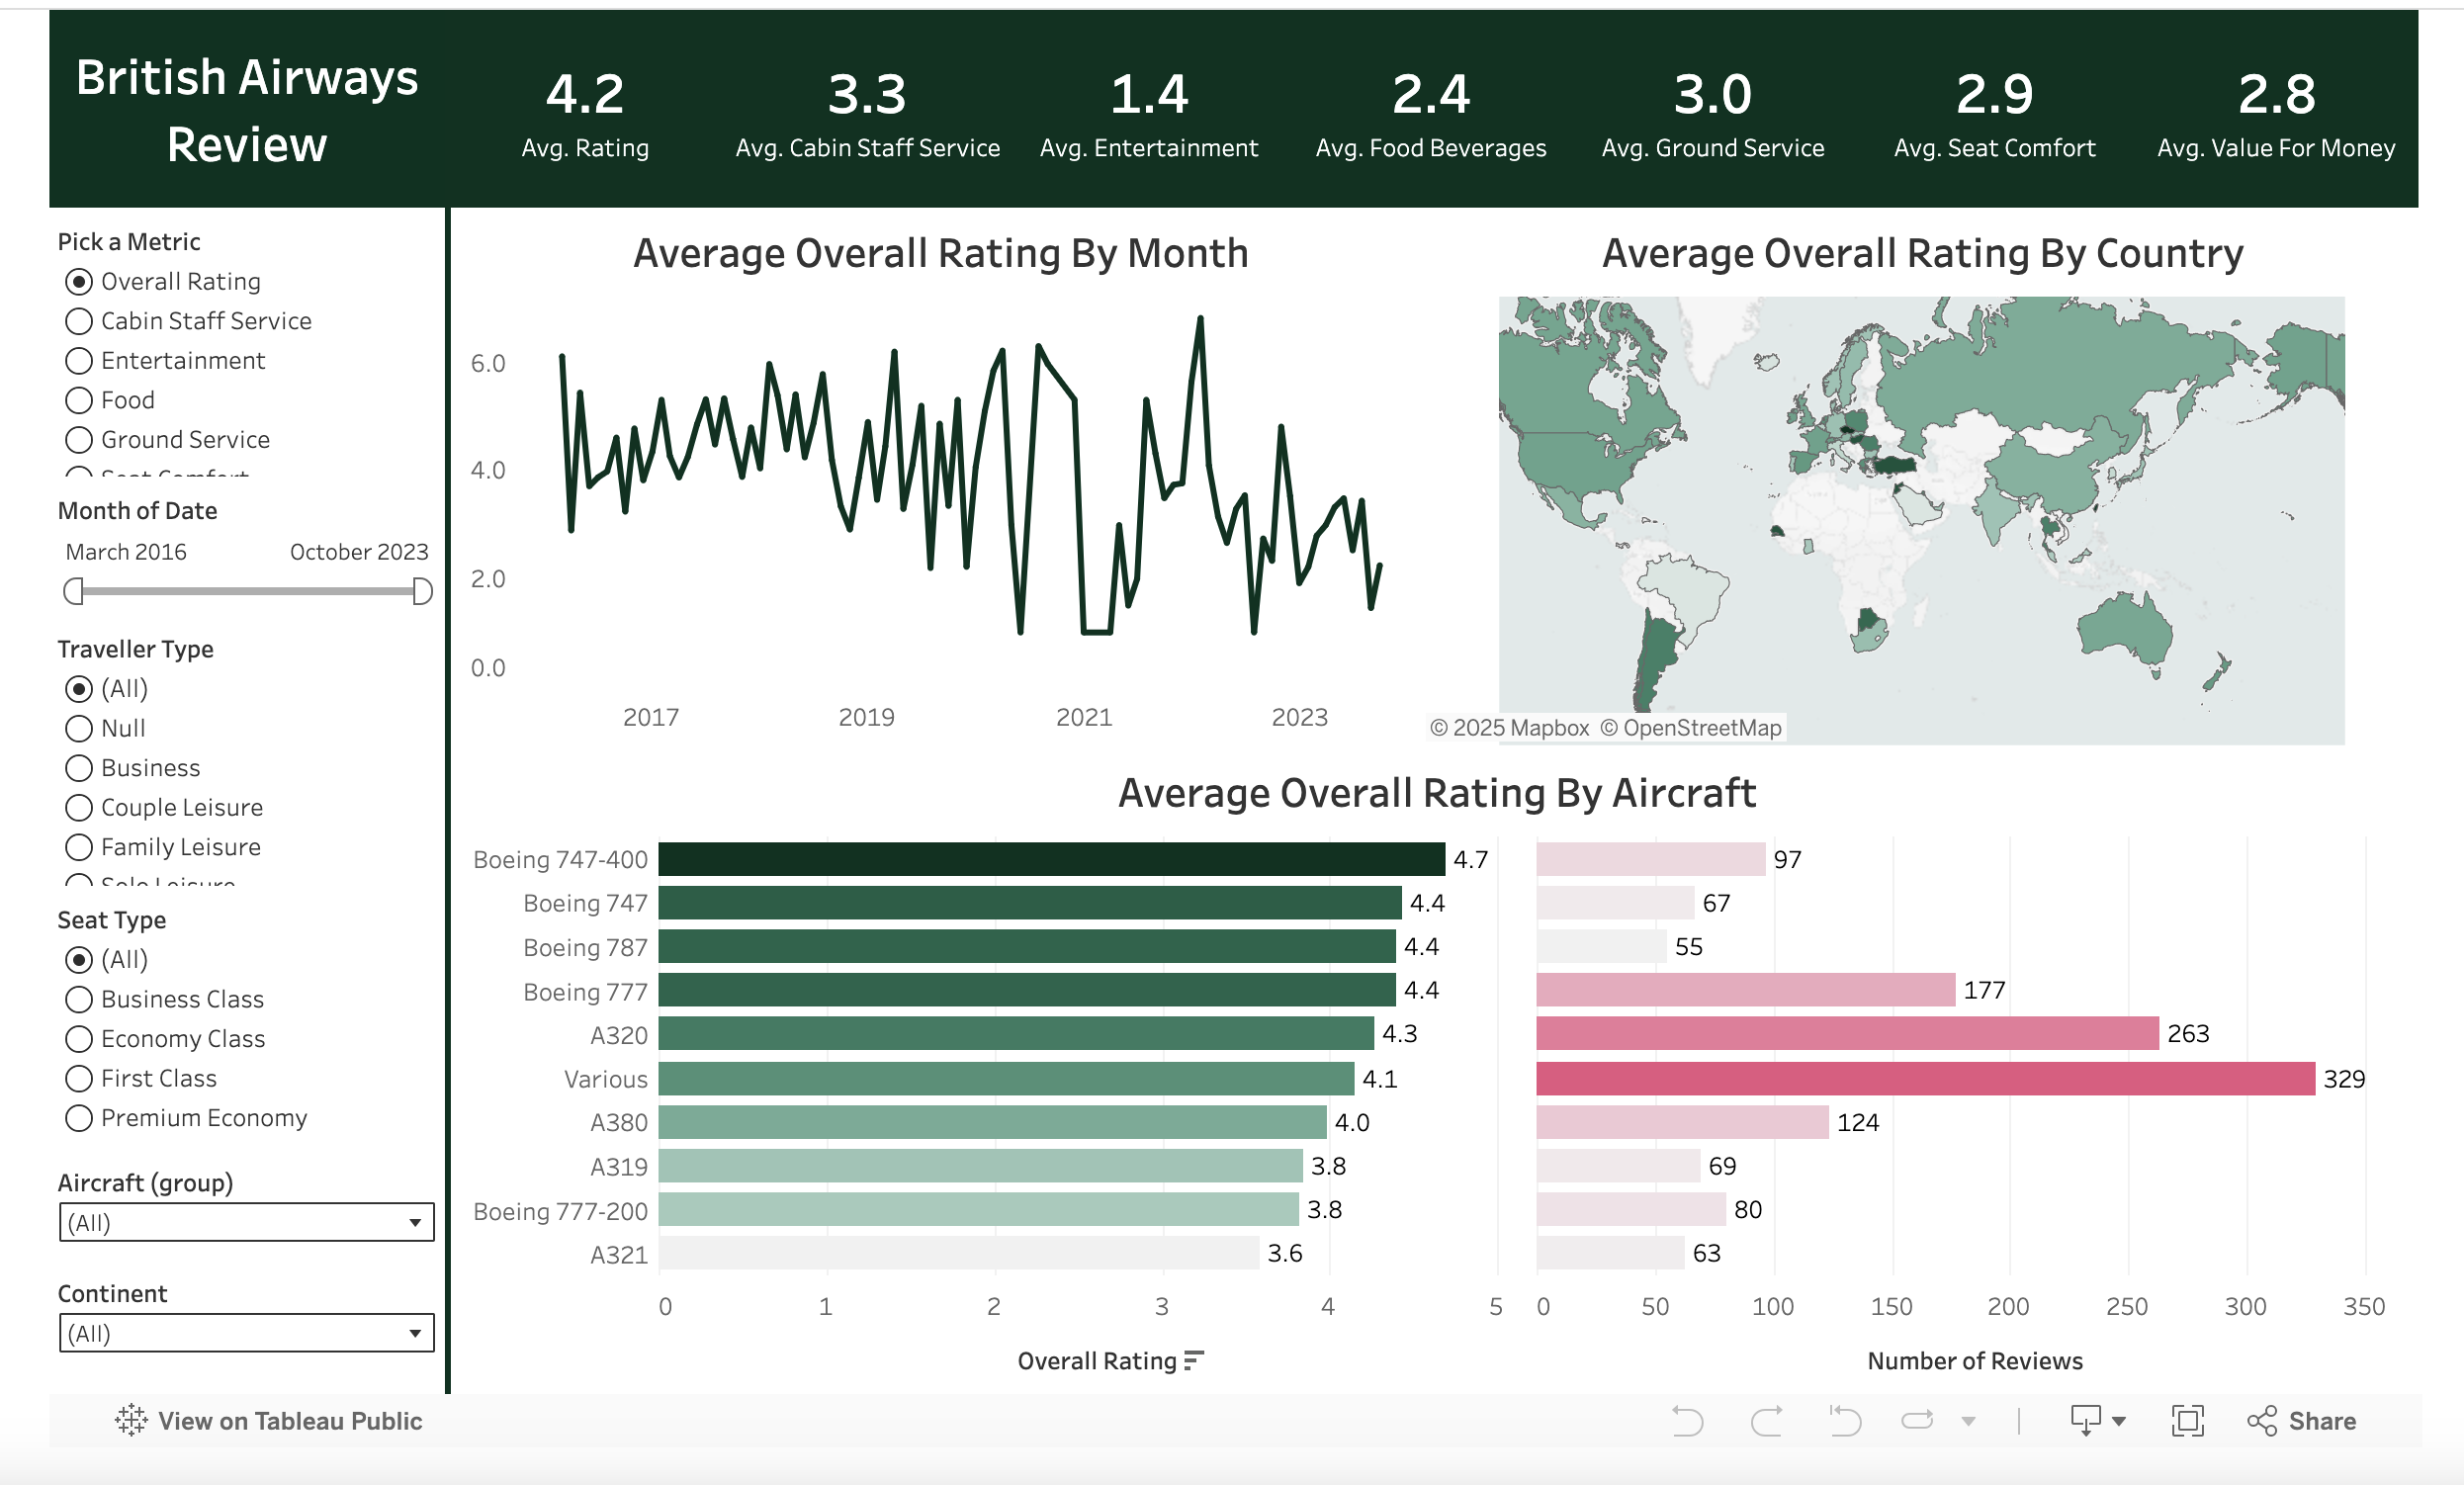 British Airways
Review
4.2
Avg. Rating
3.3
Avg. Cabin Staff Service
1.4
Avg. Entertainment
2.4
Avg. Food Beverages
3.0
Avg. Ground Service
2.9
Avg. Seat Comfort
2.8
Avg. Value For Money
Pick a Metric
Overall Rating
Cabin Staff Service
Entertainment
Food
Ground Service
Seat Comfort
Month of Date
March 2016 October 2023
Traveller Type
(All)
Null
Business
Couple Leisure
Family Leisure
Solo Leisure
Seat Type
(All)
Business Class
Economy Class
First Class
Premium Economy
Aircraft (group)
(All)
Continent
(All)
Average Overall Rating By Month
6.0
4.0
2.0
0.0
2017 2019 2021 2023
Average Overall Rating By Country
© 2025 Mapbox © OpenStreetMap
Average Overall Rating By Aircraft
Boeing 747-400 4.7 97
Boeing 747 4.4 67
Boeing 787 4.4 55
Boeing 777 4.4 177
A320 4.3 263
Various 4.1 329
A380 4.0 124
A319 3.8 69
Boeing 777-200 3.8 80
A321 3.6 63
0 1 2 3 4 5 0 50 100 150 200 250 300 350
Overall Rating Number of Reviews
View on Tableau Public
Share